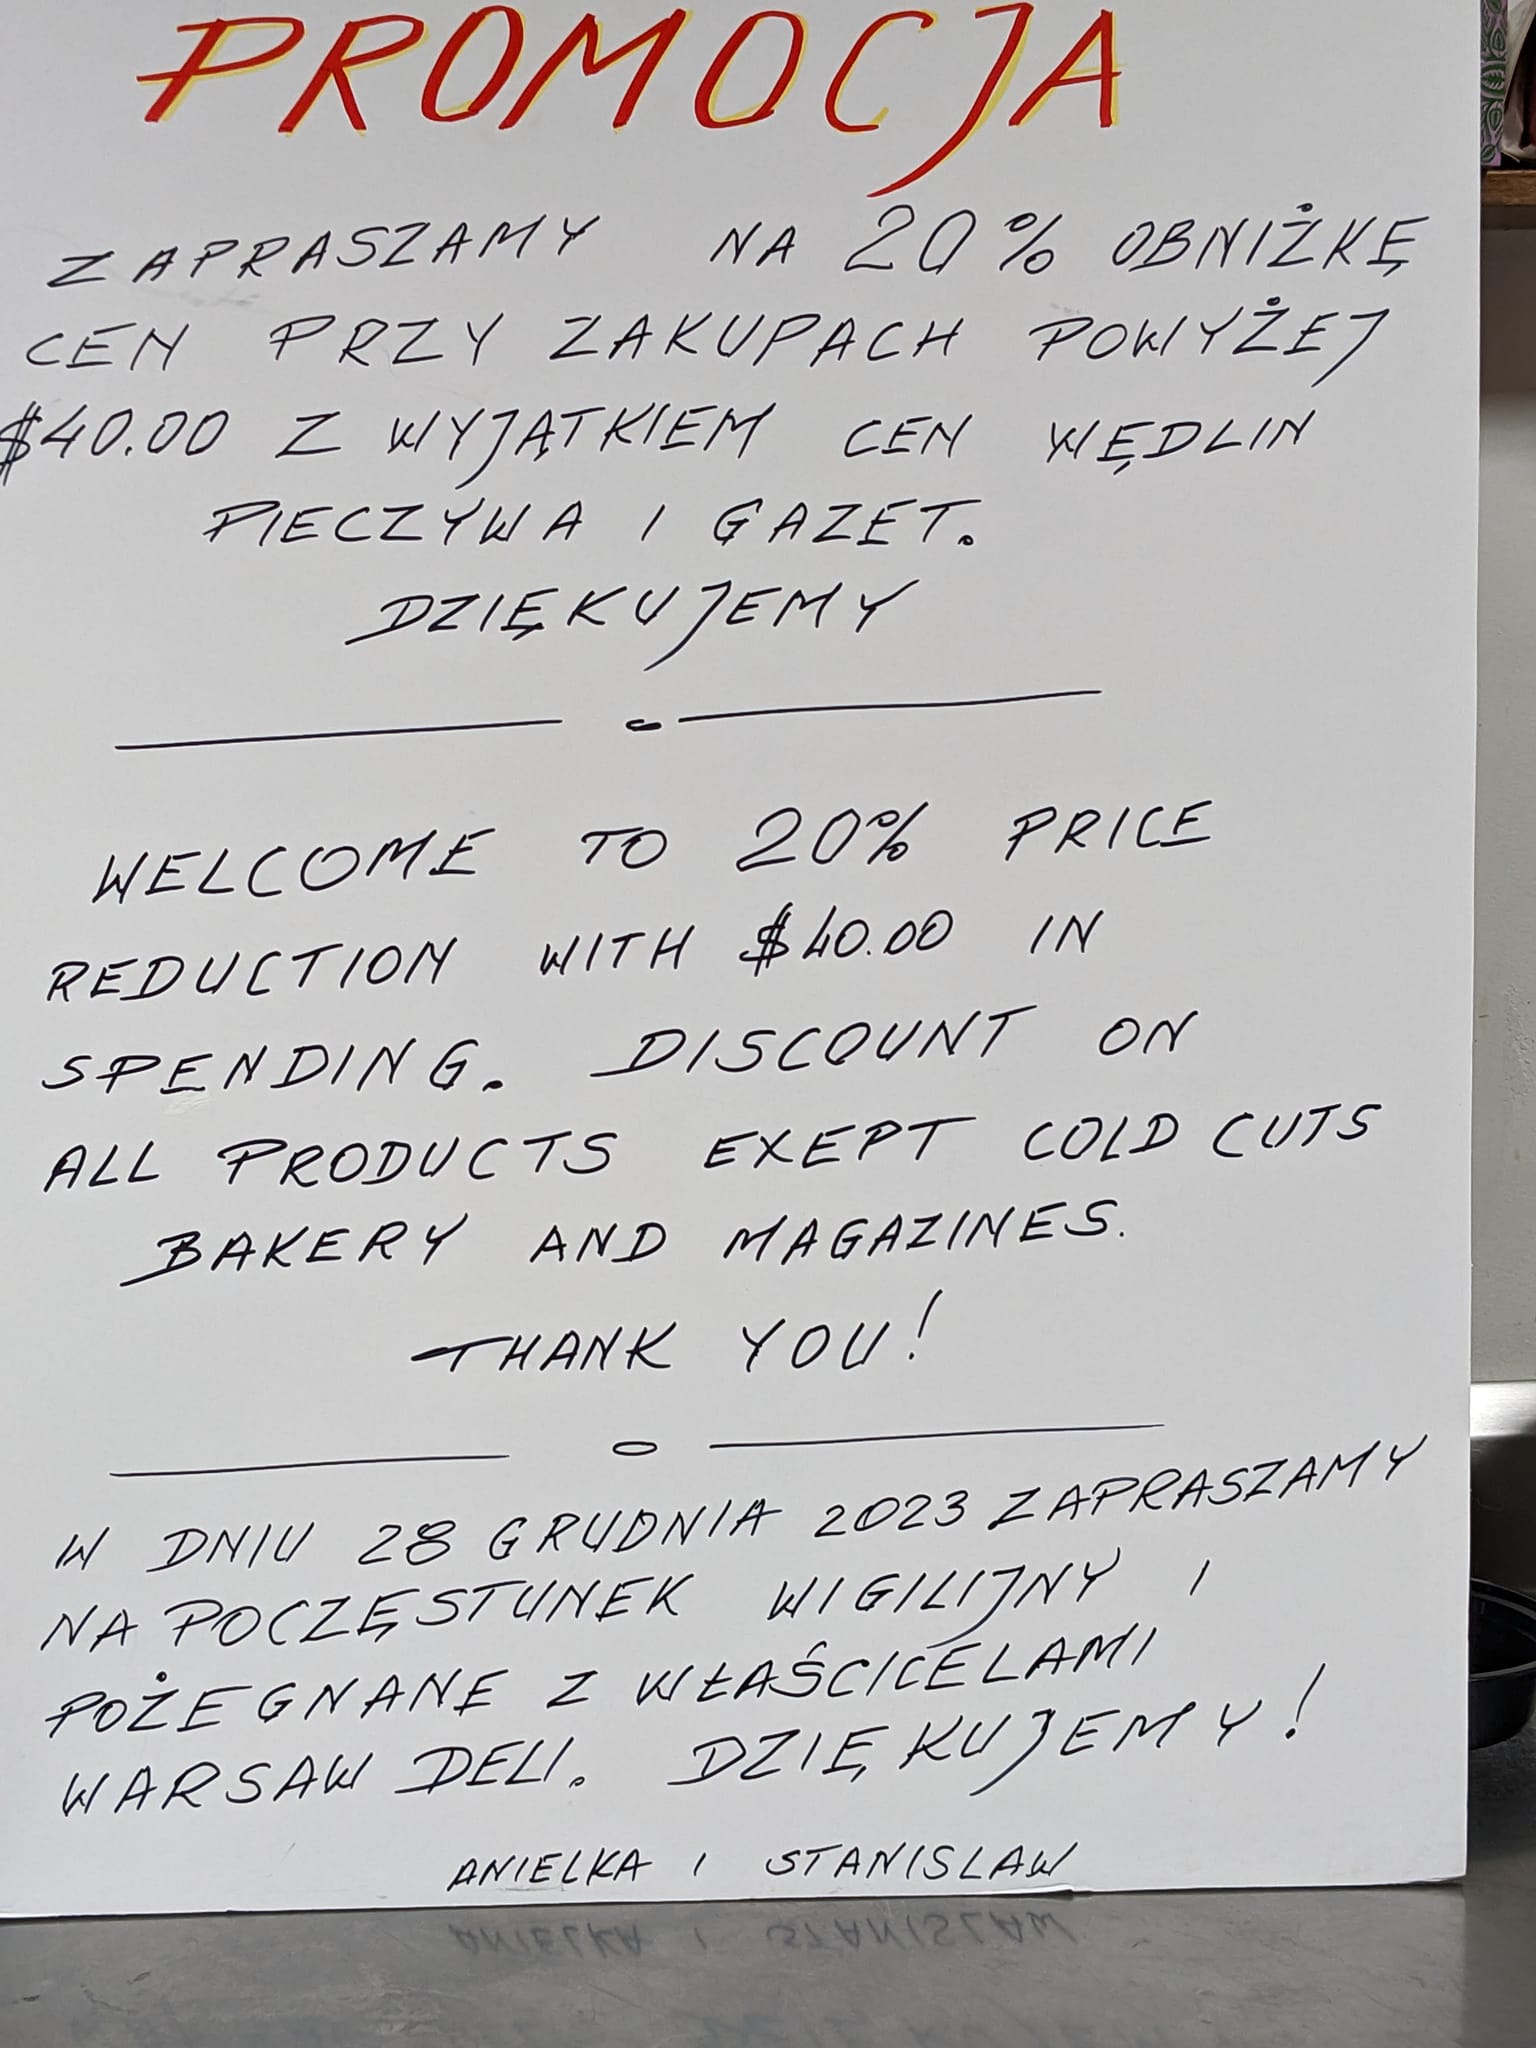 PROMOCJA
ZAPRASZAMY NA 20% OBNIŻKĘ
CEN PRZY ZAKUPACH POWYŻEJ
$40.00 Z WYJĄTKIEM CEN WĘDLIN
PIECZYWA I GAZET.
DZIĘKUJEMY
WELCOME TO 20% PRICE
REDUCTION WITH $40.00 IN
SPENDING. DISCOUNT ON
ALL PRODUCTS EXEPT COLD CUTS
BAKERY AND MAGAZINES.
THANK YOU!
W DNIU 28 GRUDNIA 2023 ZAPRASZAMY
NA POCZĘSTUNEK WIGILIJNY I
POŻEGNANE Z WŁAŚCICELAMI
WARSAW DELI. DZIĘKUJEMY!
ANIELKA I STANISLAW